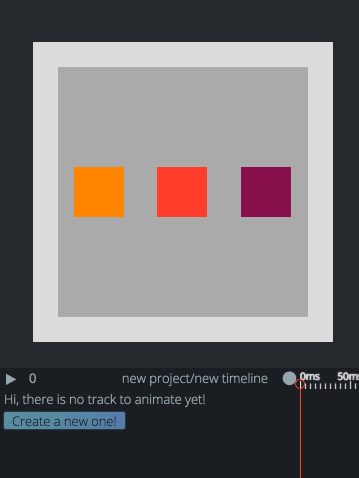 0 new project/new timeline 0ms 50ms
Hi, there is no track to animate yet!
Create a new one!